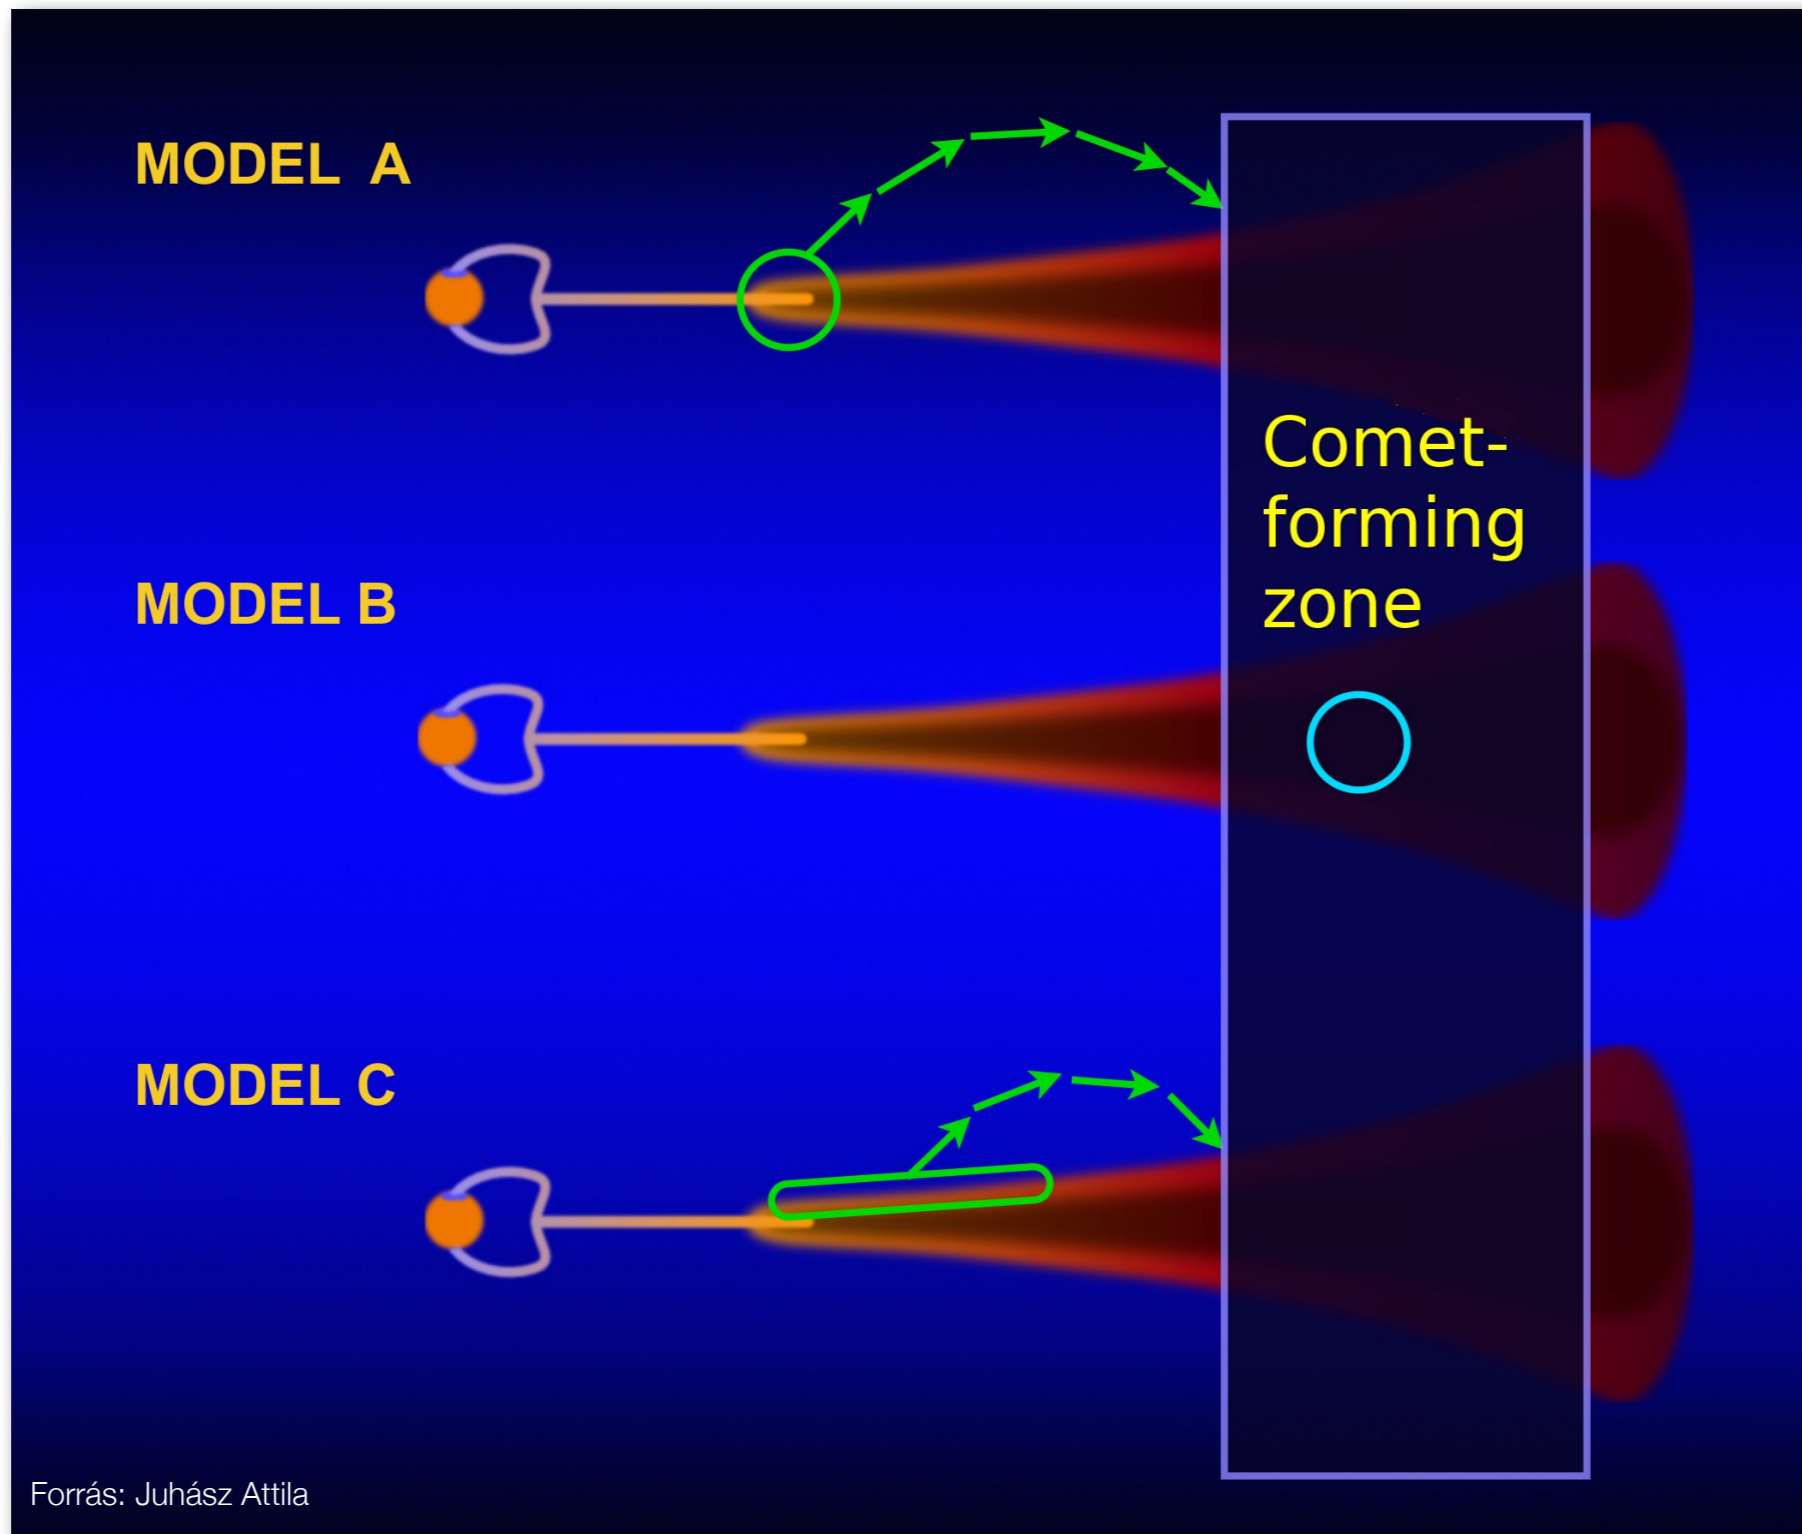 MODEL A
Comet-
forming
zone
MODEL B
MODEL C
Forrás: Juhász Attila